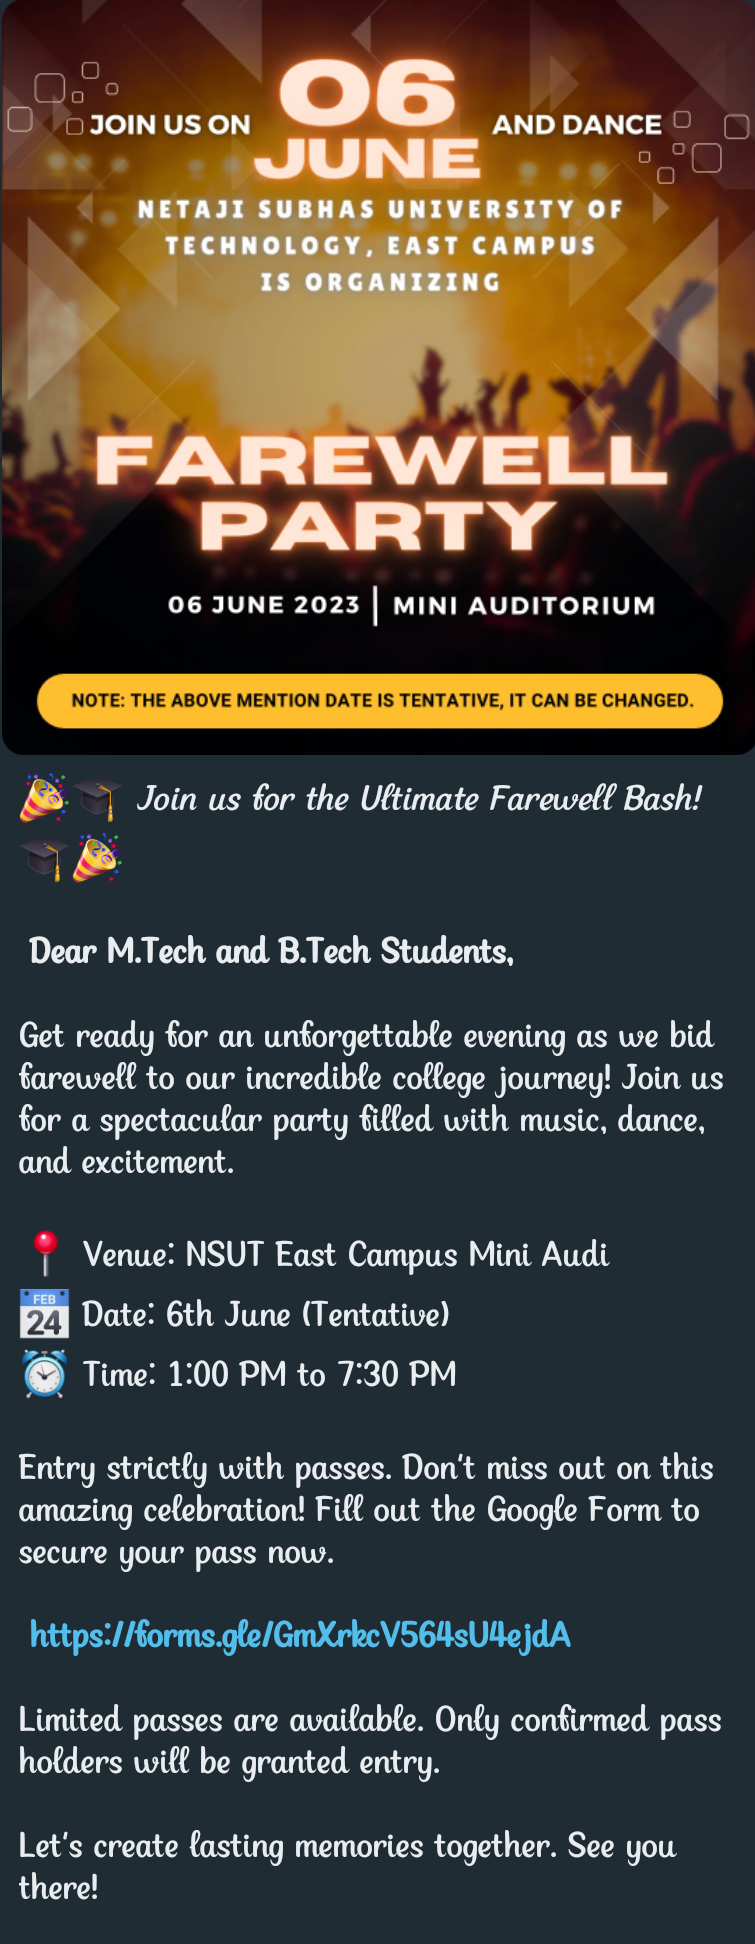 JOIN US ON 06 JUNE AND DANCE
NETAJI SUBHAS UNIVERSITY OF
TECHNOLOGY, EAST CAMPUS
IS ORGANIZING
FAREWELL
PARTY
06 JUNE 2023 | MINI AUDITORIUM
NOTE: THE ABOVE MENTION DATE IS TENTATIVE, IT CAN BE CHANGED.
🎉🎓 Join us for the Ultimate Farewell Bash!
🎓🎉
Dear M.Tech and B.Tech Students,
Get ready for an unforgettable evening as we bid
farewell to our incredible college journey! Join us
for a spectacular party filled with music, dance,
and excitement.
📍 Venue: NSUT East Campus Mini Audi
📆 Date: 6th June (Tentative)
⏰ Time: 1:00 PM to 7:30 PM
Entry strictly with passes. Don't miss out on this
amazing celebration! Fill out the Google Form to
secure your pass now.
https://forms.gle/GmXrkcV564sU4ejdA
Limited passes are available. Only confirmed pass
holders will be granted entry.
Let's create lasting memories together. See you
there!